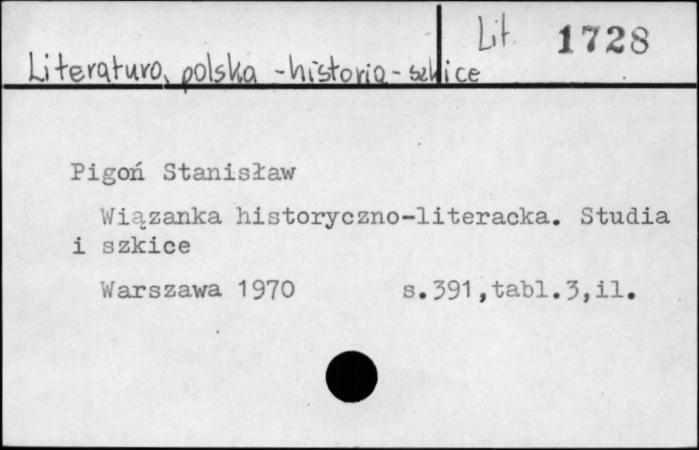 Lit 1728
Literatura polska - historia - szkice
Pigoń Stanisław
Wiązanka historyczno-literacka. Studia
i szkice
Warszawa 1970 s.391,tabl.3,il.